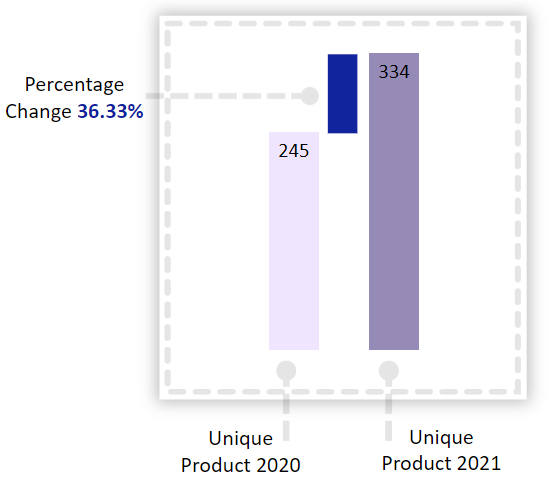 334
Percentage
Change 36.33%
245
Unique
Product 2020
Unique
Product 2021